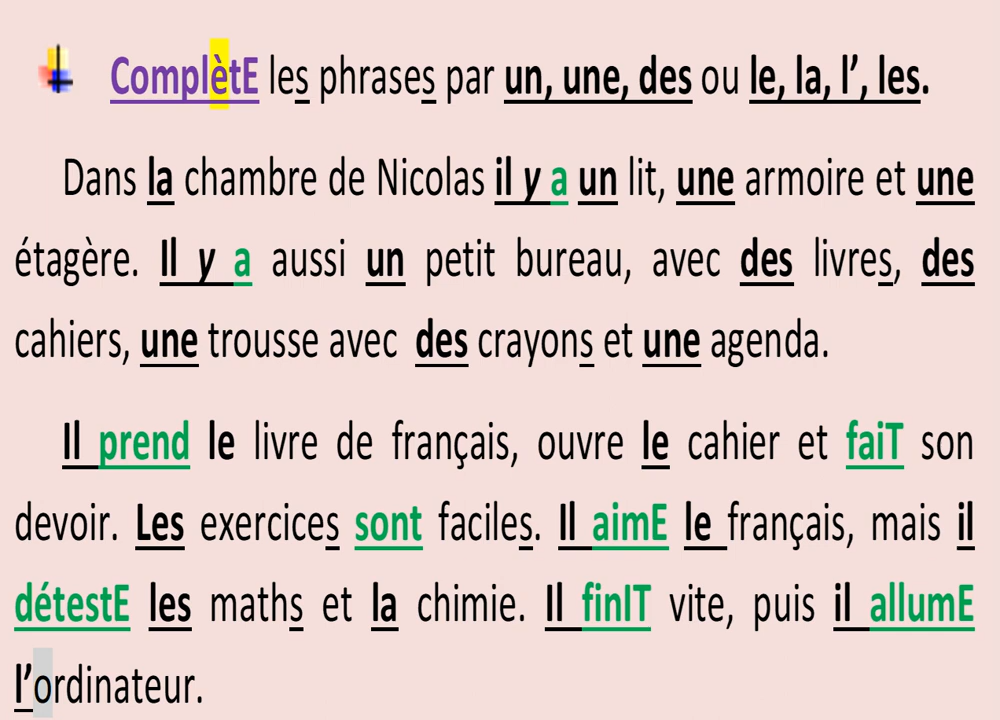 ComplètE les phrases par un, une, des ou le, la, l’, les.
Dans la chambre de Nicolas il y a un lit, une armoire et une
étagère. Il y a aussi un petit bureau, avec des livres, des
cahiers, une trousse avec des crayons et une agenda.
Il prend le livre de français, ouvre le cahier et faiT son
devoir. Les exercices sont faciles. Il aimE le français, mais il
détestE les maths et la chimie. Il finIT vite, puis il allumE
l’ordinateur.